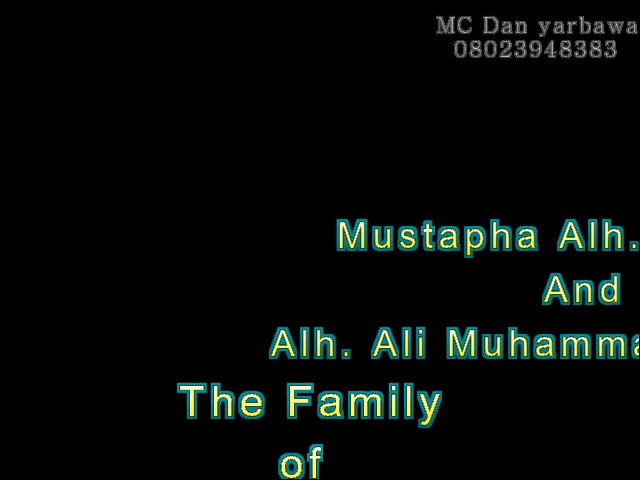 MC Dan yarbawa
08023948383
Mustapha Alh.
And
Alh. Ali Muhamma
The Family
of